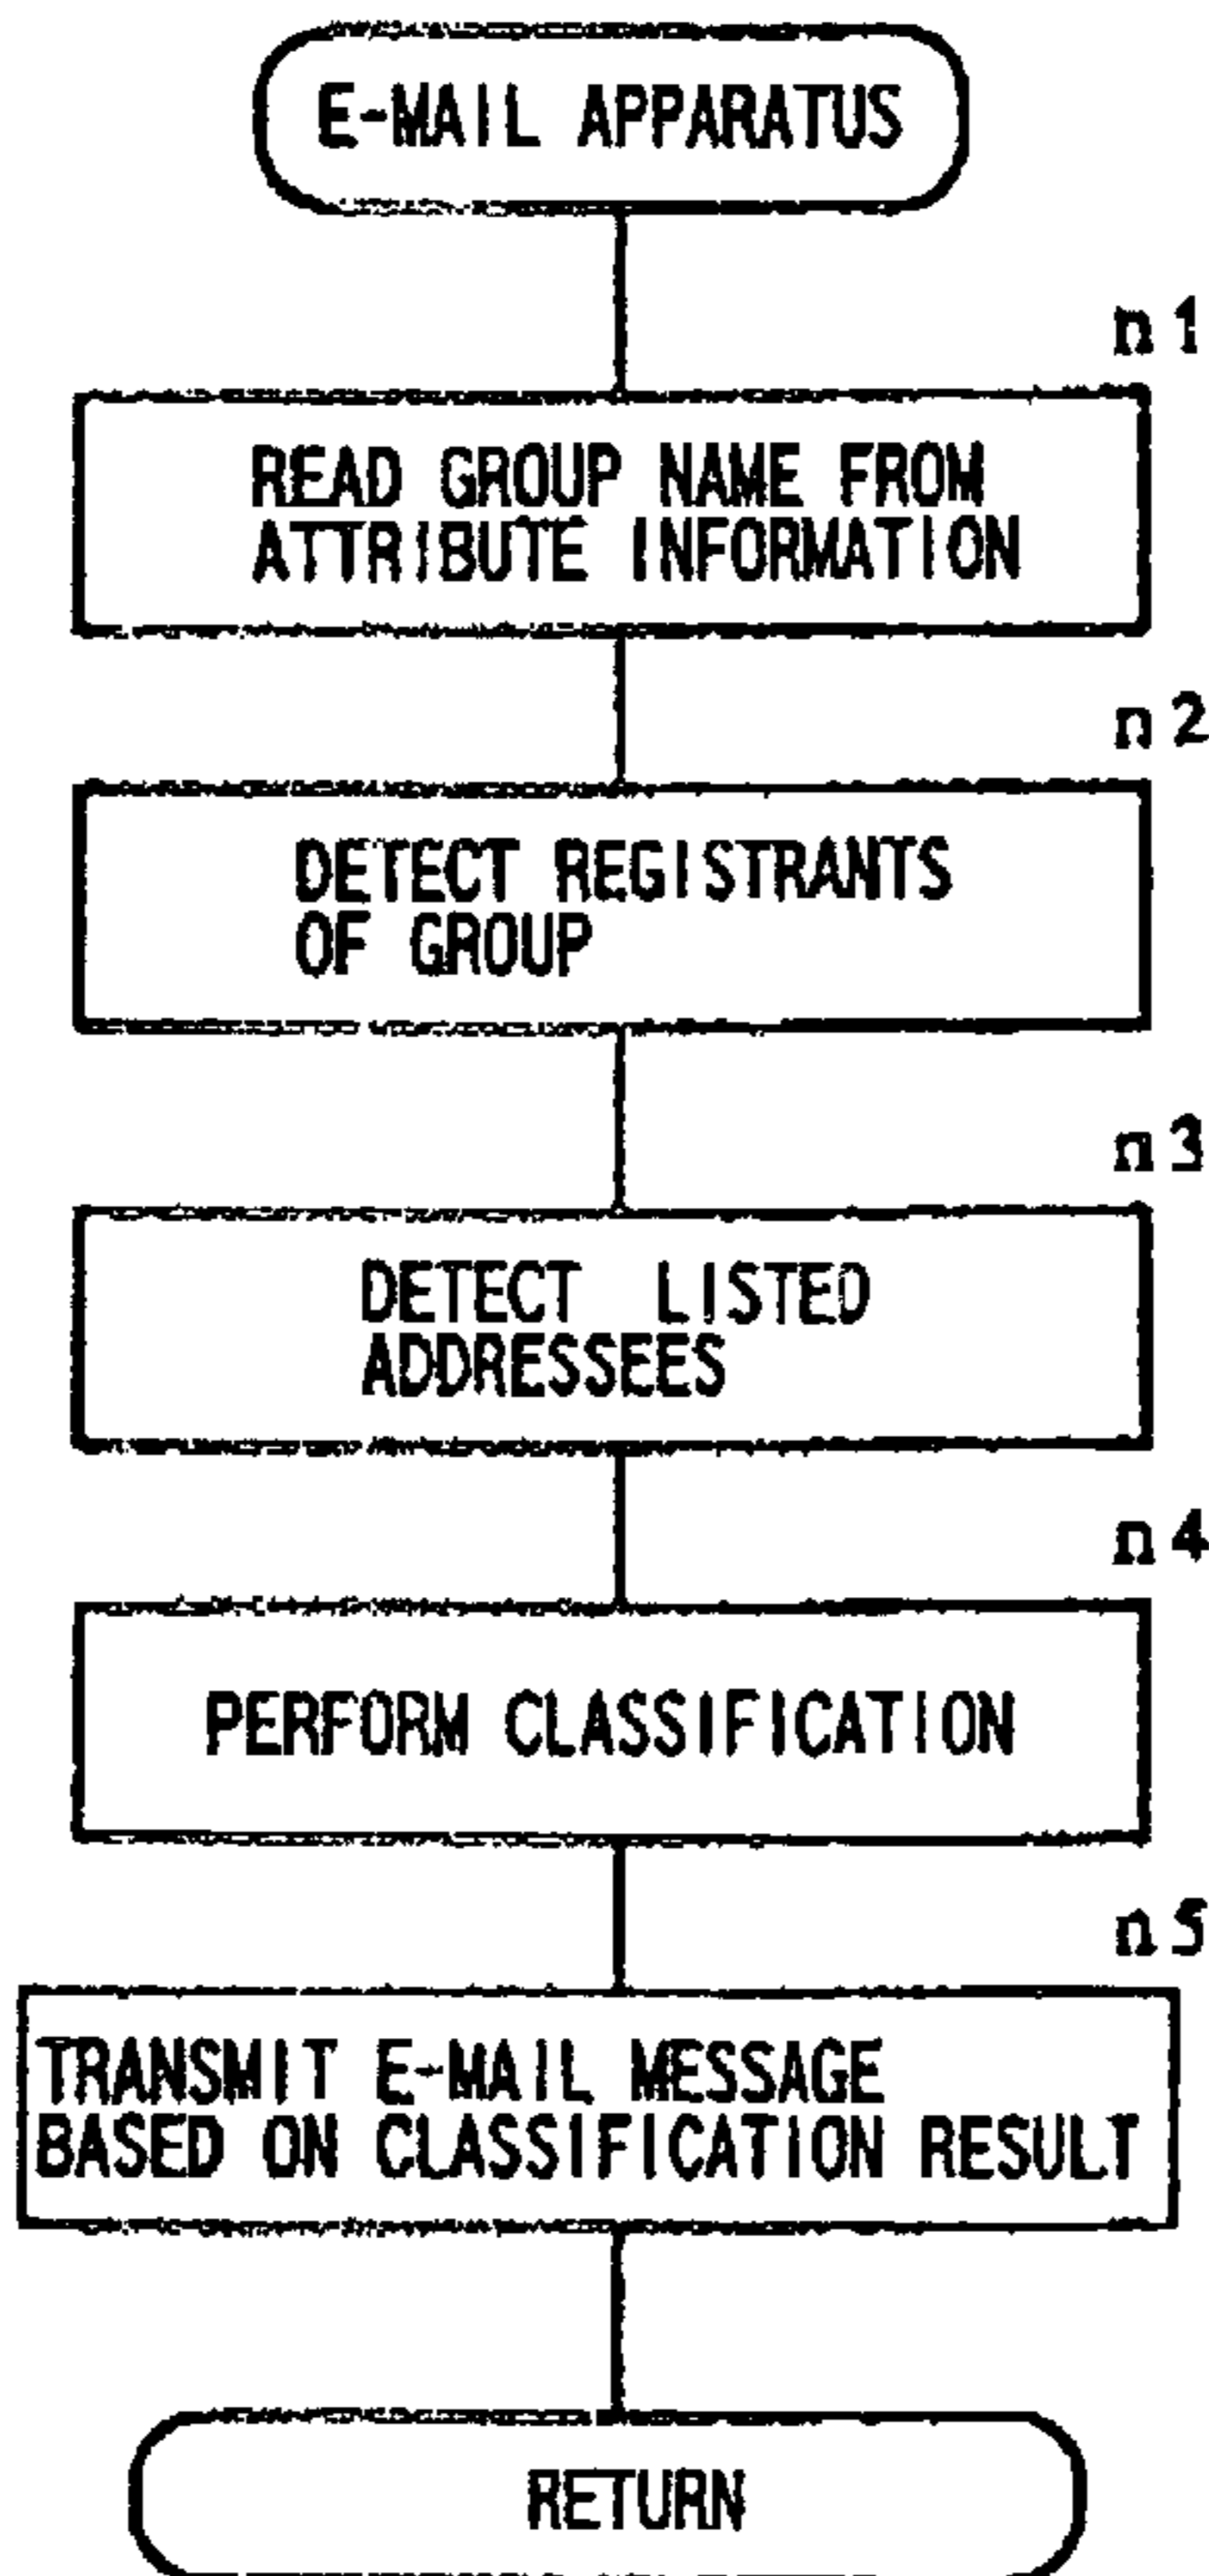 E-MAIL APPARATUS
n1
READ GROUP NAME FROM
ATTRIBUTE INFORMATION
n2
DETECT REGISTRANTS
OF GROUP
n3
DETECT LISTED
ADDRESSEES
n4
PERFORM CLASSIFICATION
n5
TRANSMIT E-MAIL MESSAGE
BASED ON CLASSIFICATION RESULT
RETURN